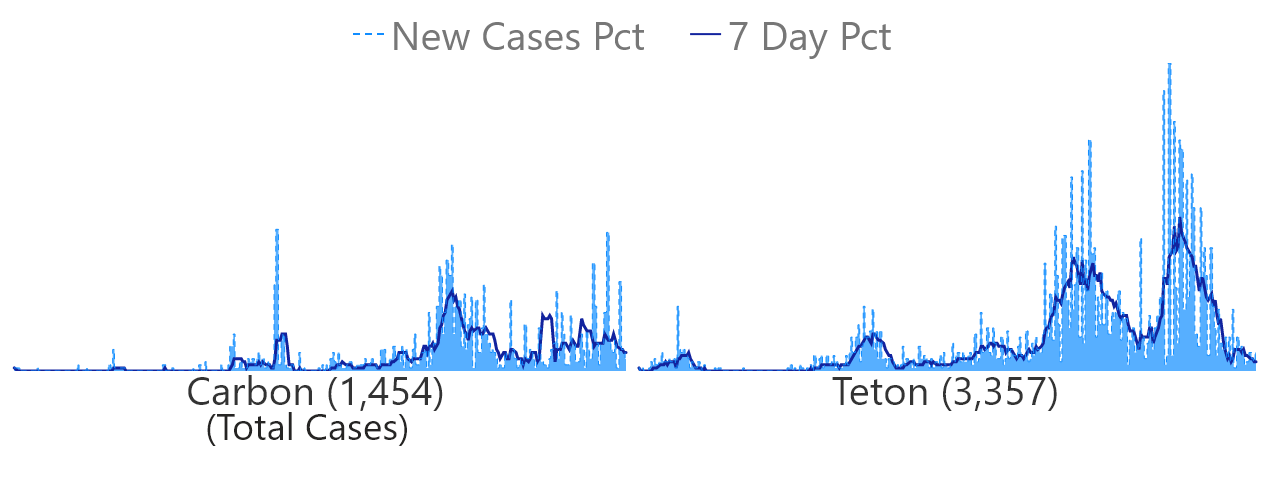 New Cases Pct 7 Day Pct
Carbon (1,454) Teton (3,357)
(Total Cases)